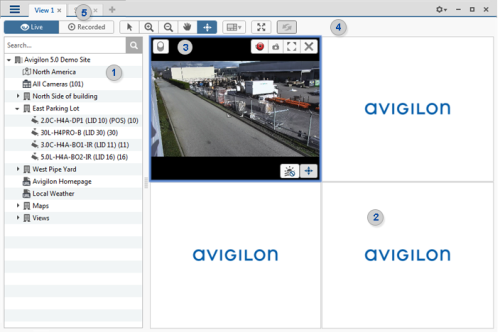 View 1
5
Live
Recorded
4
Search...
Avigilon 5.0 Demo Site
North America
1
All Cameras (101)
North Side of building
East Parking Lot
2.0C-H4A-DP1 (LID 10) (POS) (10)
30L-H4PRO-B (LID 30) (30)
3.0C-H4A-BO1-IR (LID 11) (11)
5.0L-H4A-BO2-IR (LID 16) (16)
West Pipe Yard
Avigilon Homepage
Local Weather
Maps
Views
3
aVIGILON
2
aVIGILON
aVIGILON